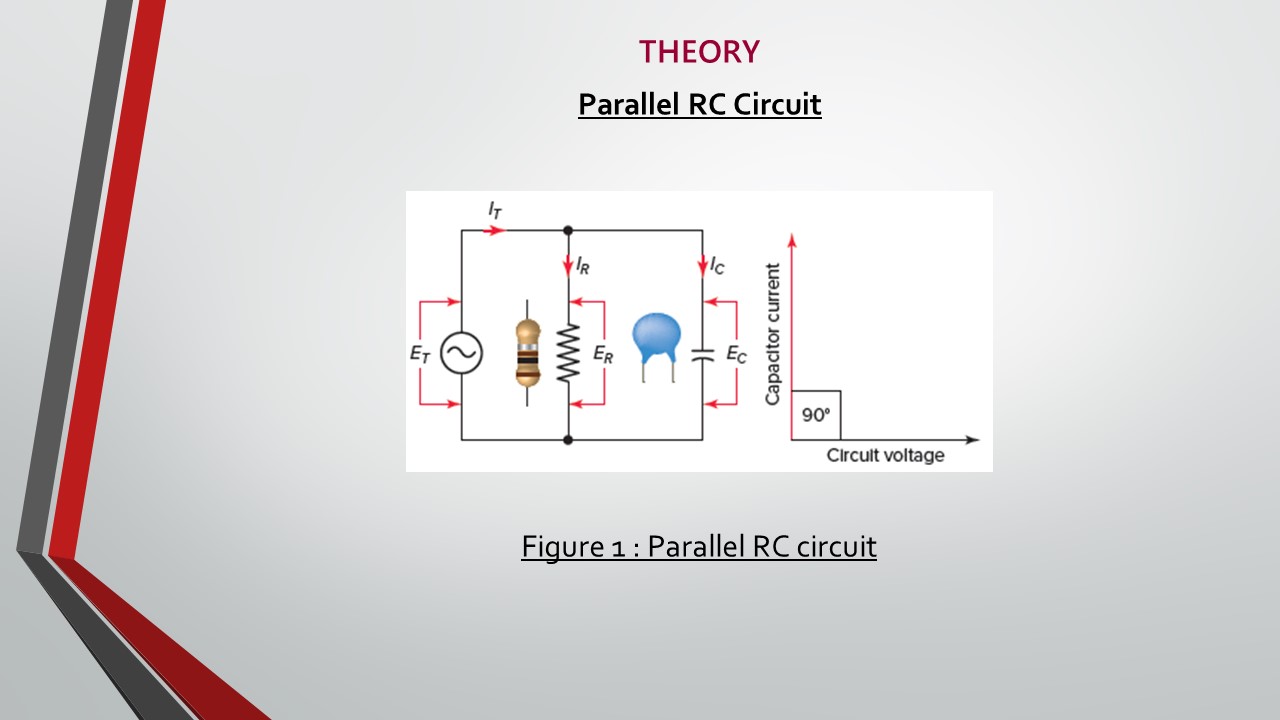 THEORY
Parallel RC Circuit
I_T
I_R
I_C
E_T
E_R
E_C
Capacitor current
90°
Circuit voltage
Figure 1 : Parallel RC circuit